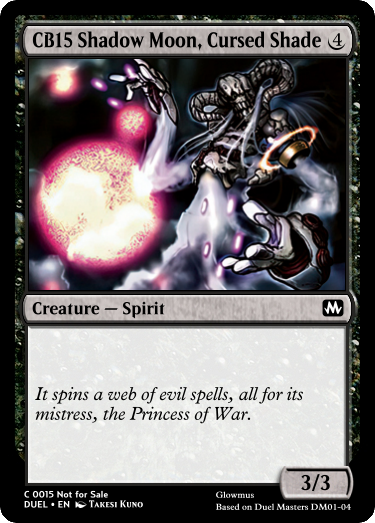 CB15 Shadow Moon, Cursed Shade 4
Creature — Spirit
It spins a web of evil spells, all for its
mistress, the Princess of War.
3/3
C 0015 Not for Sale
DUEL • EN Takesi Kuno
Glowmus
Based on Duel Masters DM01-04